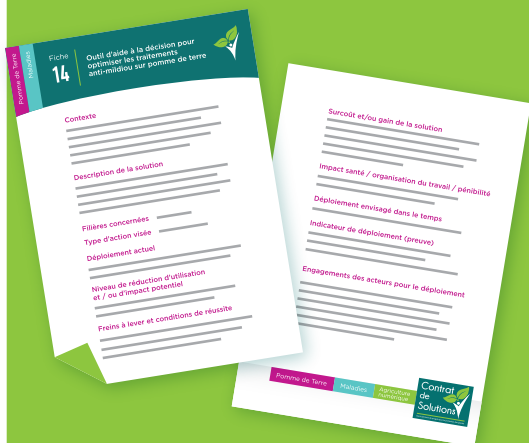 Pomme de Terre
Maladies
Fiche
14
Outil d'aide à la décision pour
optimiser les traitements
anti-mildiou sur pomme de terre
Contexte
Description de la solution
Filières concernées
Type d'action visée
Déploiement actuel
Niveau de réduction d'utilisation
et / ou d'impact potentiel
Freins à lever et conditions de réussite
Surcoût et/ou gain de la solution
Impact santé / organisation du travail / pénibilité
Déploiement envisagé dans le temps
Indicateur de déploiement (preuve)
Engagements des acteurs pour le déploiement
Pomme de Terre
Maladies
Agriculture
numérique
Contrat
de
Solutions